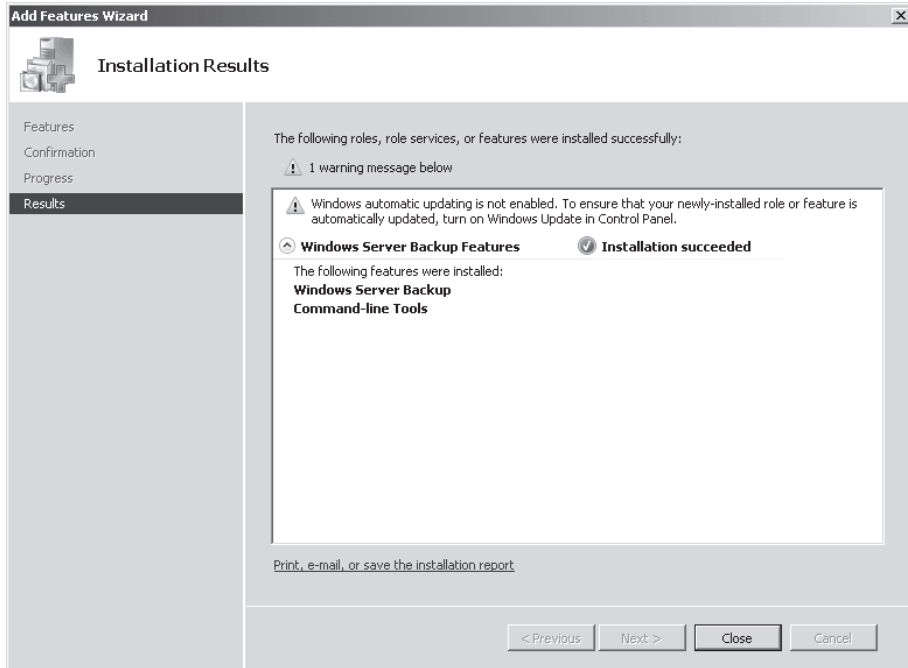 Add Features Wizard
Installation Results
Features
Confirmation
Progress
Results
The following roles, role services, or features were installed successfully:
1 warning message below
Windows automatic updating is not enabled. To ensure that your newly-installed role or feature is
automatically updated, turn on Windows Update in Control Panel.
Windows Server Backup Features Installation succeeded
The following features were installed:
Windows Server Backup
Command-line Tools
Print, e-mail, or save the installation report
< Previous Next > Close Cancel